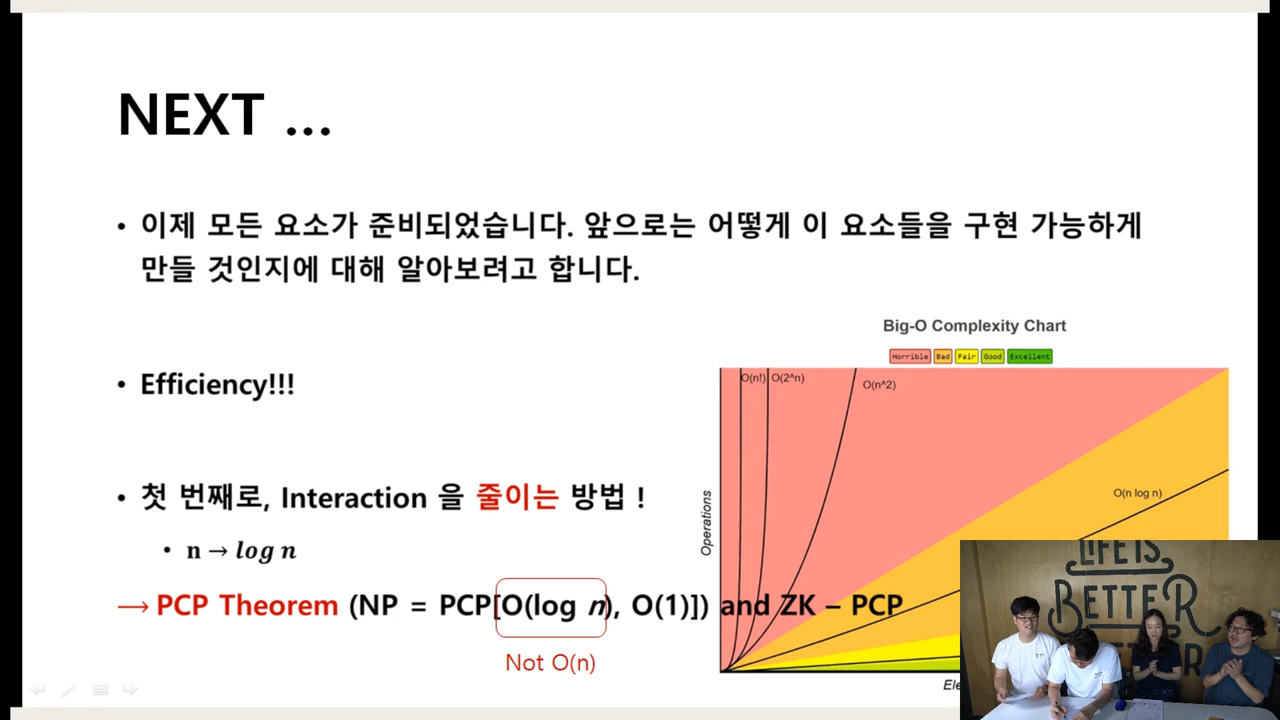 NEXT ...
• 이제 모든 요소가 준비되었습니다. 앞으로는 어떻게 이 요소들을 구현 가능하게
만들 것인지에 대해 알아보려고 합니다.
• Efficiency!!!
• 첫 번째로, Interaction 을 줄이는 방법 !
• n → log n
→ PCP Theorem (NP = PCP[O(log n), O(1)]) and ZK – PCP
Not O(n)
Big-O Complexity Chart
Horrible Bad Fair Good Excellent
O(n!) O(2^n) O(n^2)
O(n log n)
Operations
Ele
LIFE IS
BETTER